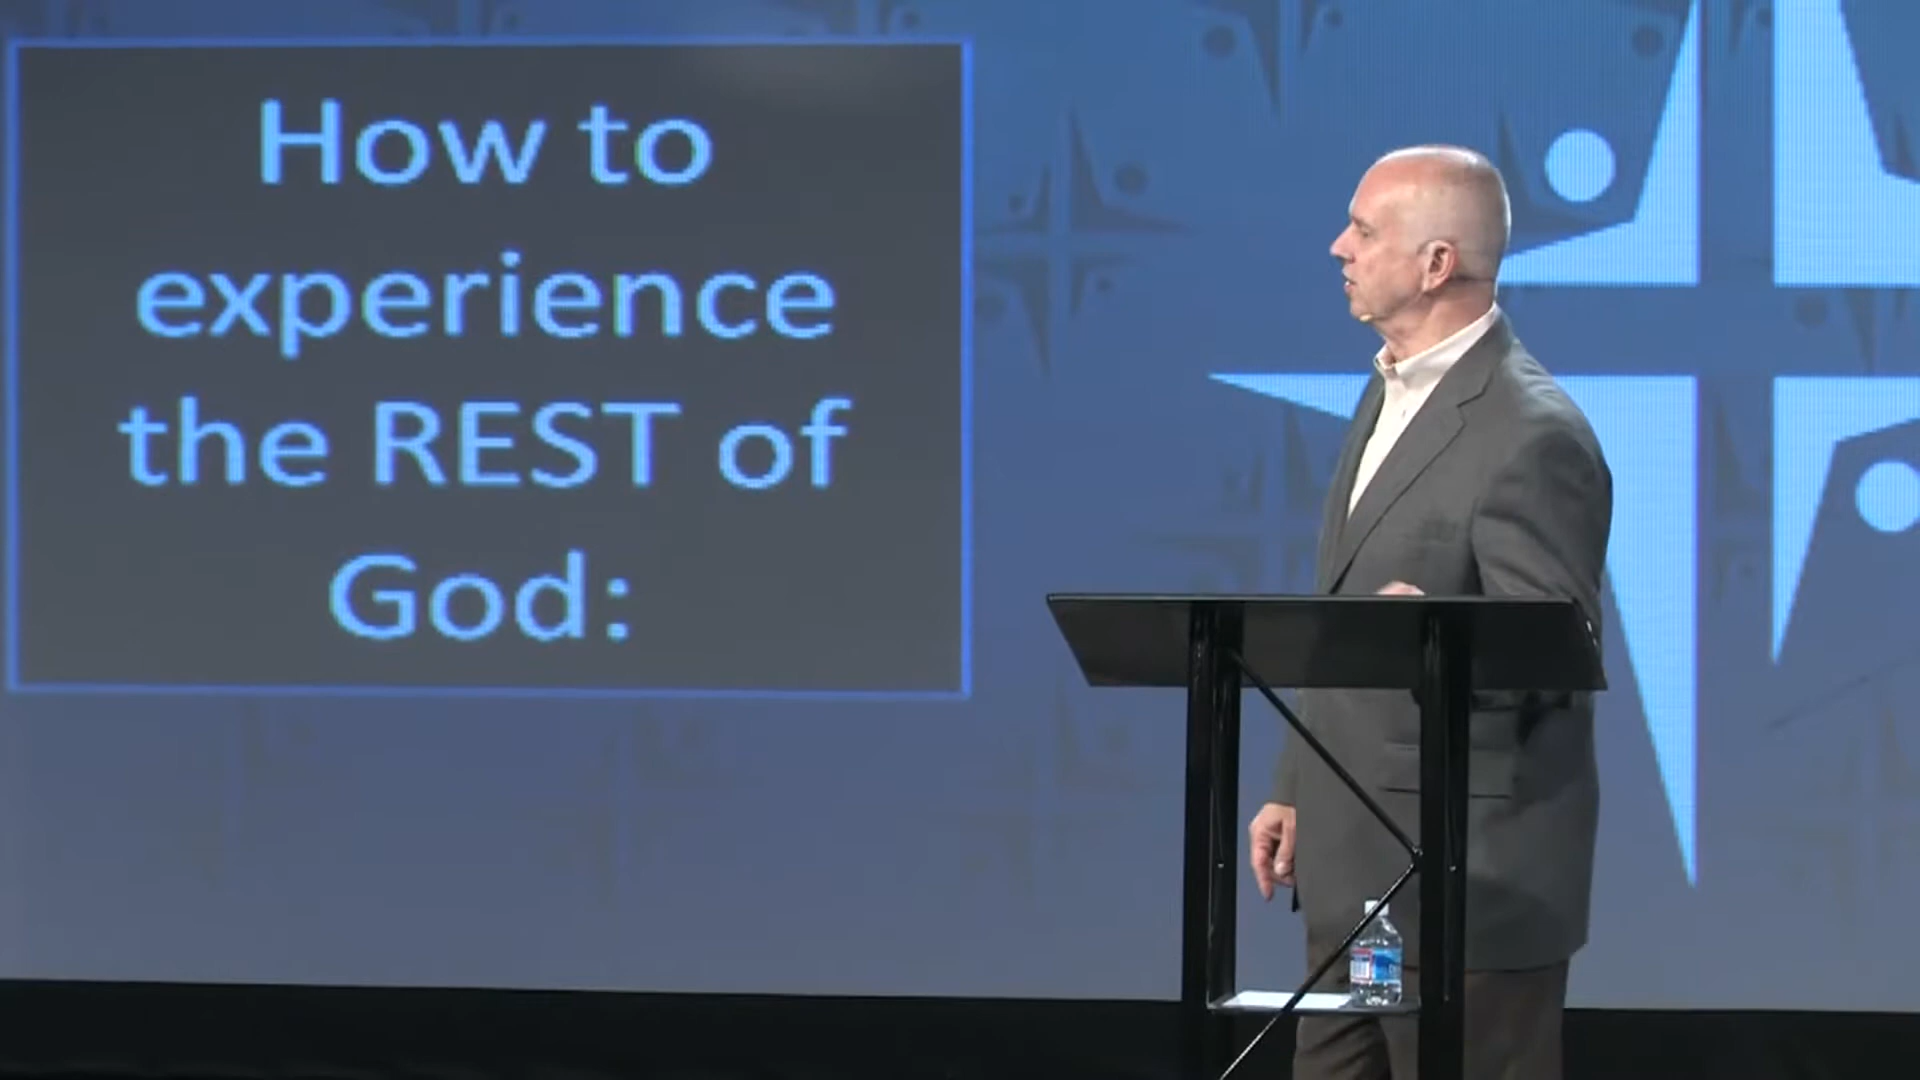 How to
experience
the REST of
God: